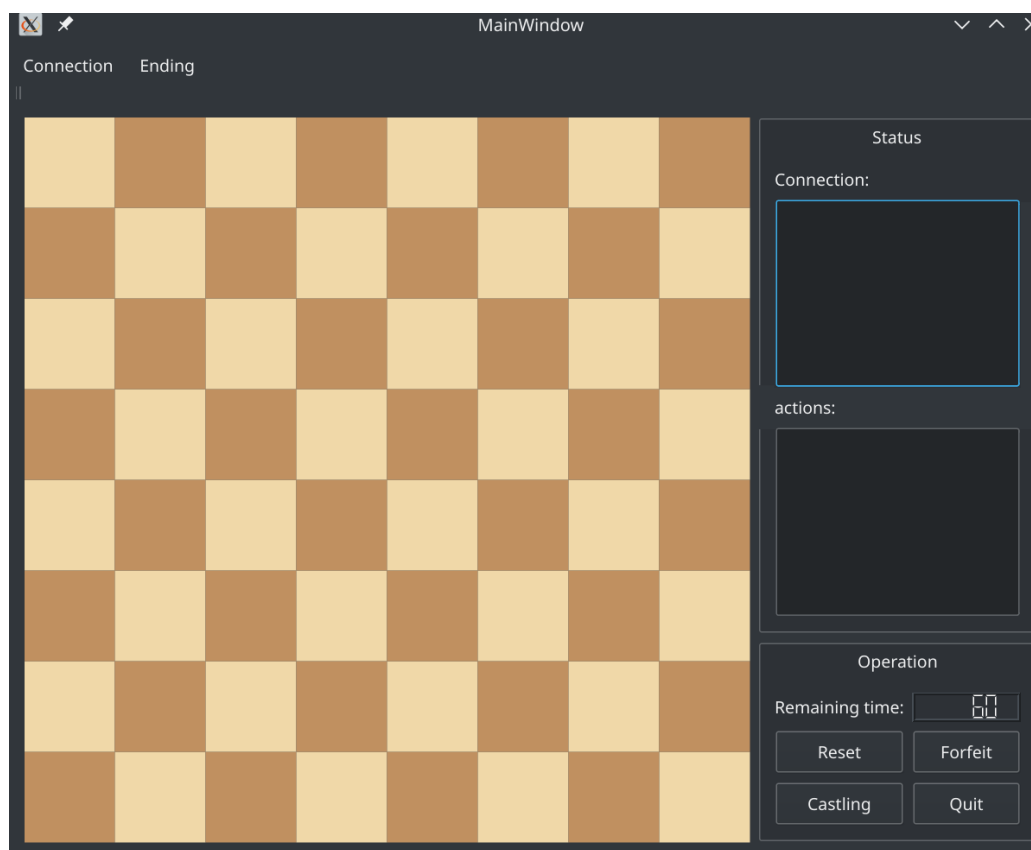 MainWindow
Connection Ending
Status
Connection:
actions:
Operation
Remaining time: 60
Reset Forfeit
Castling Quit